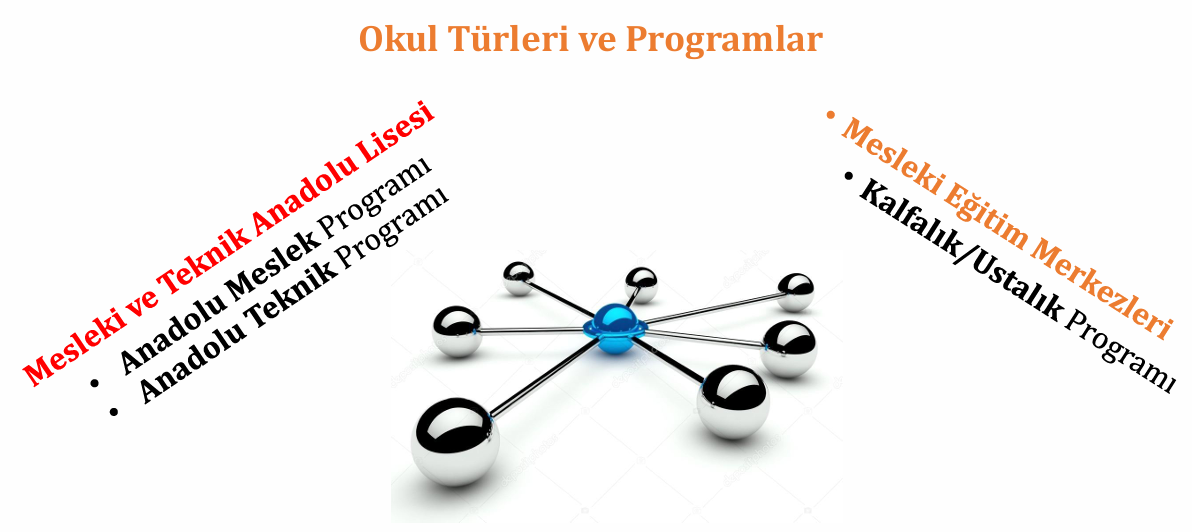 Okul Türleri ve Programlar
Mesleki ve Teknik Anadolu Lisesi
• Anadolu Meslek Programı
• Anadolu Teknik Programı
• Mesleki Eğitim Merkezleri
• Kalfalık/Ustalık Programı